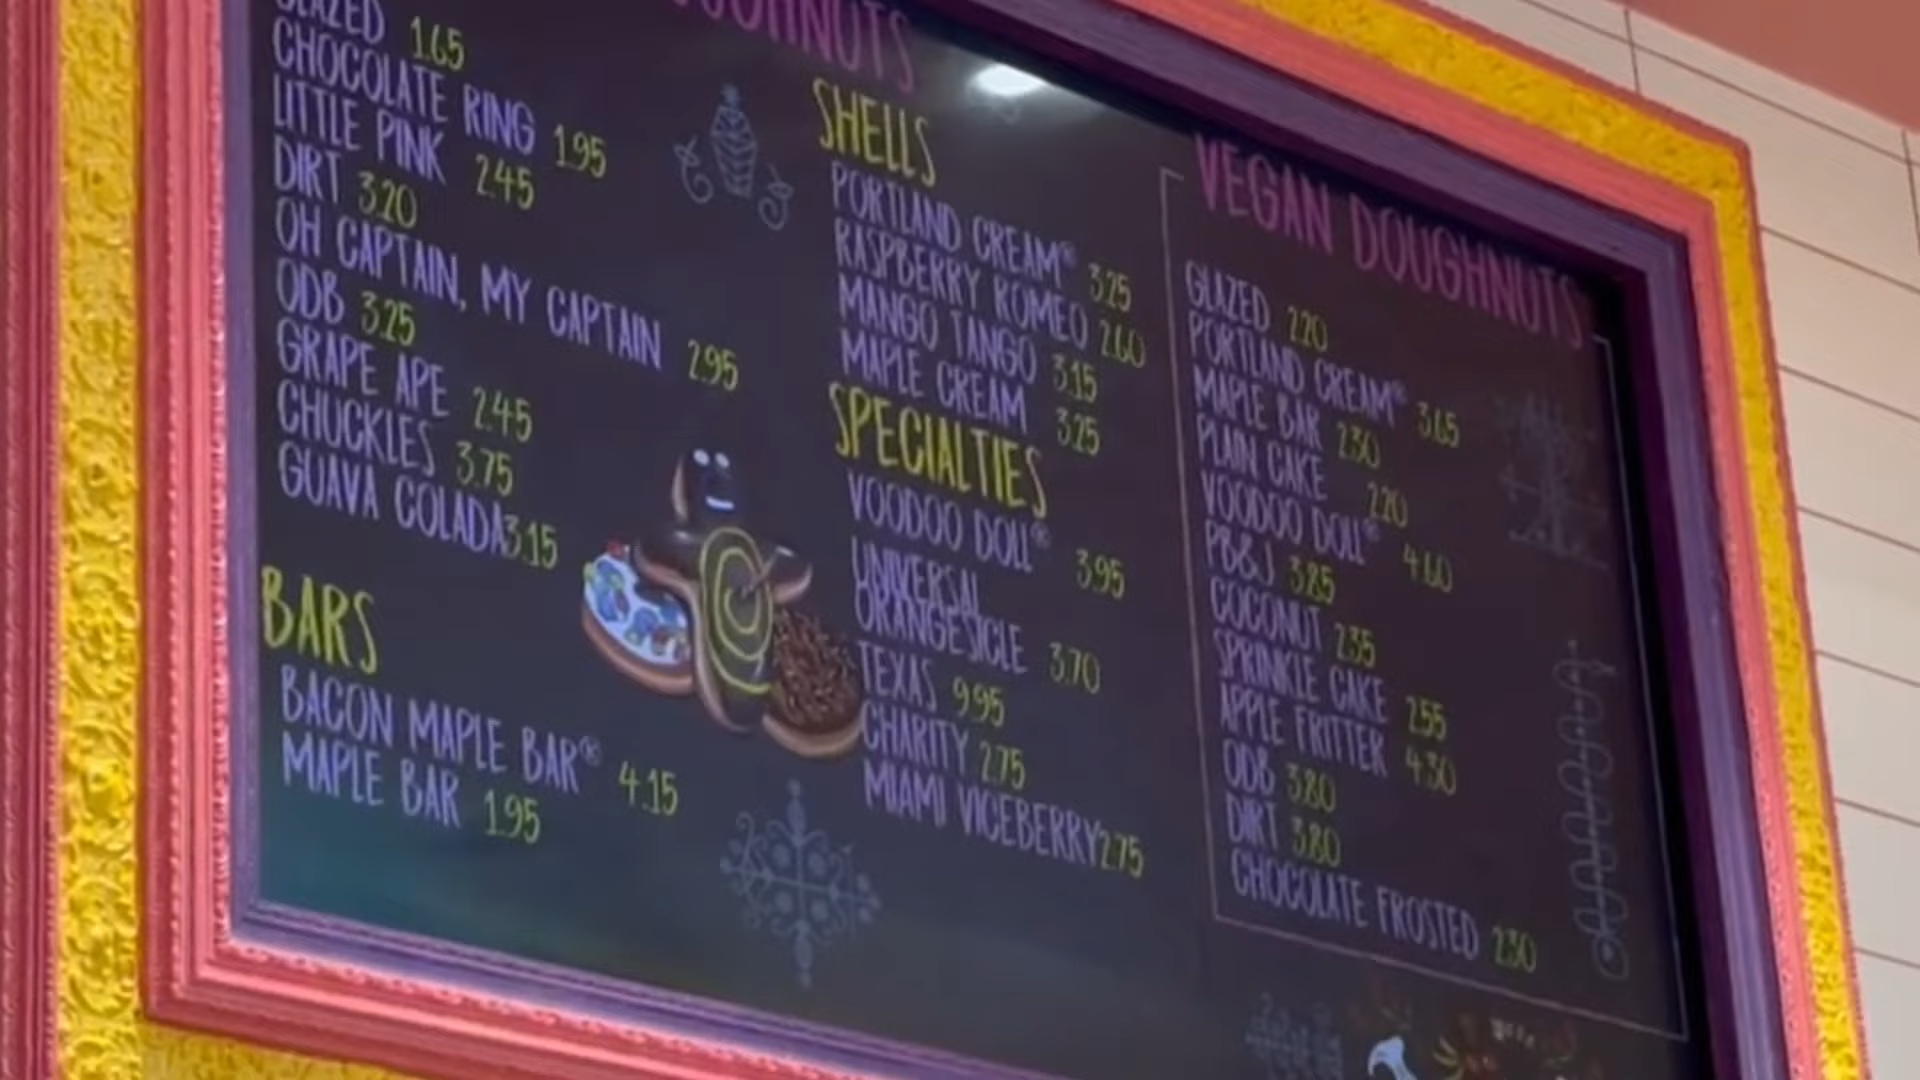 GLAZED 1.65
CHOCOLATE RING 1.95
LITTLE PINK 2.45
DIRT 3.20
OH CAPTAIN, MY CAPTAIN 2.95
ODB 3.25
GRAPE APE 2.45
CHUCKLES 3.75
GUAVA COLADA 3.15
BARS
BACON MAPLE BAR® 4.15
MAPLE BAR 1.95
DOUGHNUTS
SHELLS
PORTLAND CREAM® 3.25
RASPBERRY ROMEO 2.60
MANGO TANGO 3.15
MAPLE CREAM 3.25
SPECIALTIES
VOODOO DOLL® 3.95
UNIVERSAL
ORANGESICLE 3.70
TEXAS 9.95
CHARITY 2.75
MIAMI VICEBERRY 2.75
VEGAN DOUGHNUTS
GLAZED 2.20
PORTLAND CREAM® 3.65
MAPLE BAR 2.30
PLAIN CAKE 2.20
VOODOO DOLL® 4.60
PB&J 3.85
COCONUT 2.35
SPRINKLE CAKE 2.55
APPLE FRITTER 4.30
ODB 3.80
DIRT 3.80
CHOCOLATE FROSTED 2.30